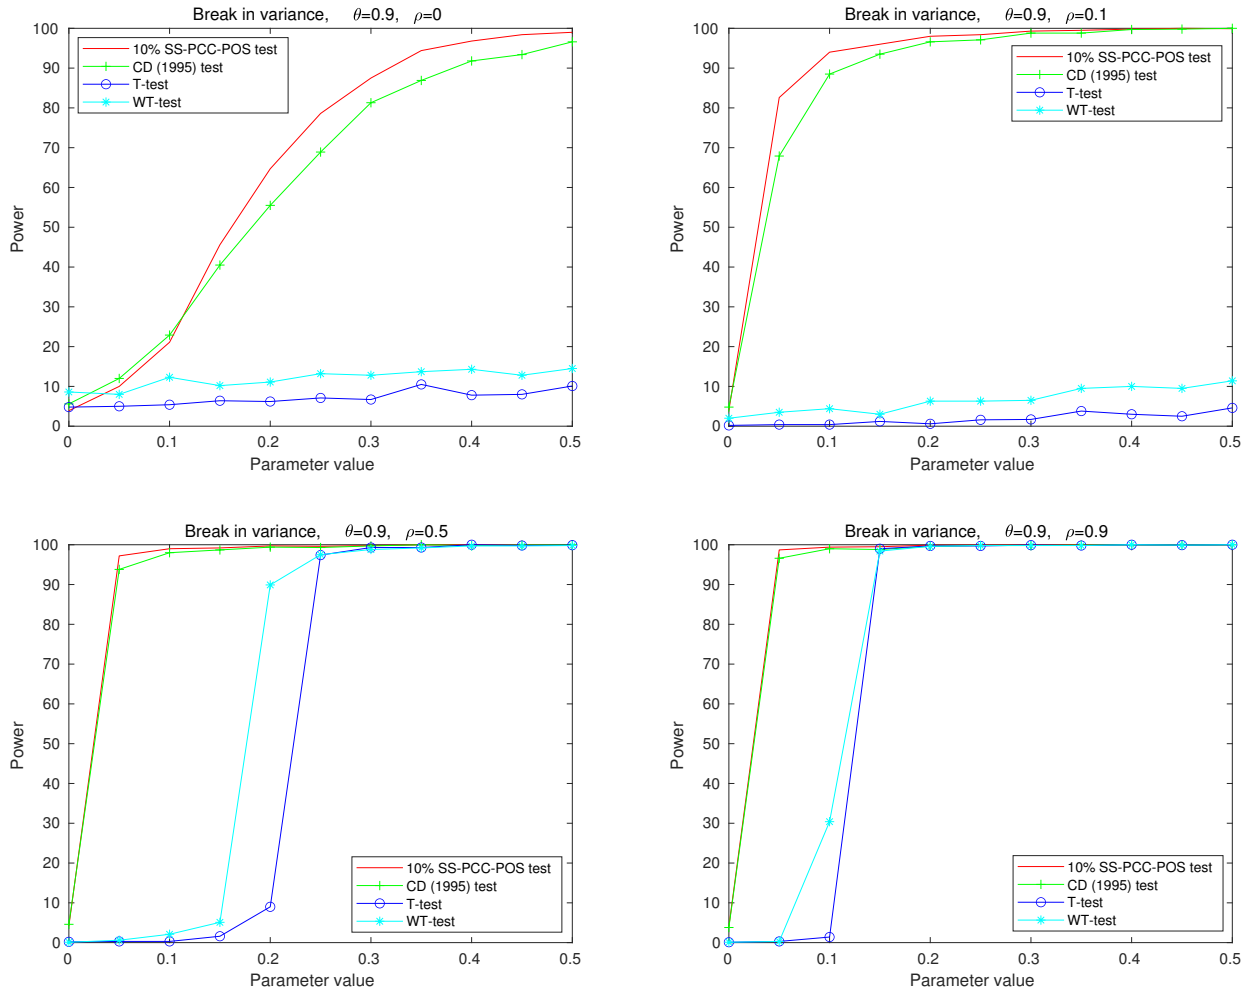 Break in variance, θ=0.9, ρ=0
100
90
80
70
60
50
40
30
20
10
0
Power
10% SS-PCC-POS test
CD (1995) test
T-test
WT-test
0 0.1 0.2 0.3 0.4 0.5
Parameter value
Break in variance, θ=0.9, ρ=0.1
100
90
80
70
60
50
40
30
20
10
0
Power
10% SS-PCC-POS test
CD (1995) test
T-test
WT-test
0 0.1 0.2 0.3 0.4 0.5
Parameter value
Break in variance, θ=0.9, ρ=0.5
100
90
80
70
60
50
40
30
20
10
0
Power
10% SS-PCC-POS test
CD (1995) test
T-test
WT-test
0 0.1 0.2 0.3 0.4 0.5
Parameter value
Break in variance, θ=0.9, ρ=0.9
100
90
80
70
60
50
40
30
20
10
0
Power
10% SS-PCC-POS test
CD (1995) test
T-test
WT-test
0 0.1 0.2 0.3 0.4 0.5
Parameter value